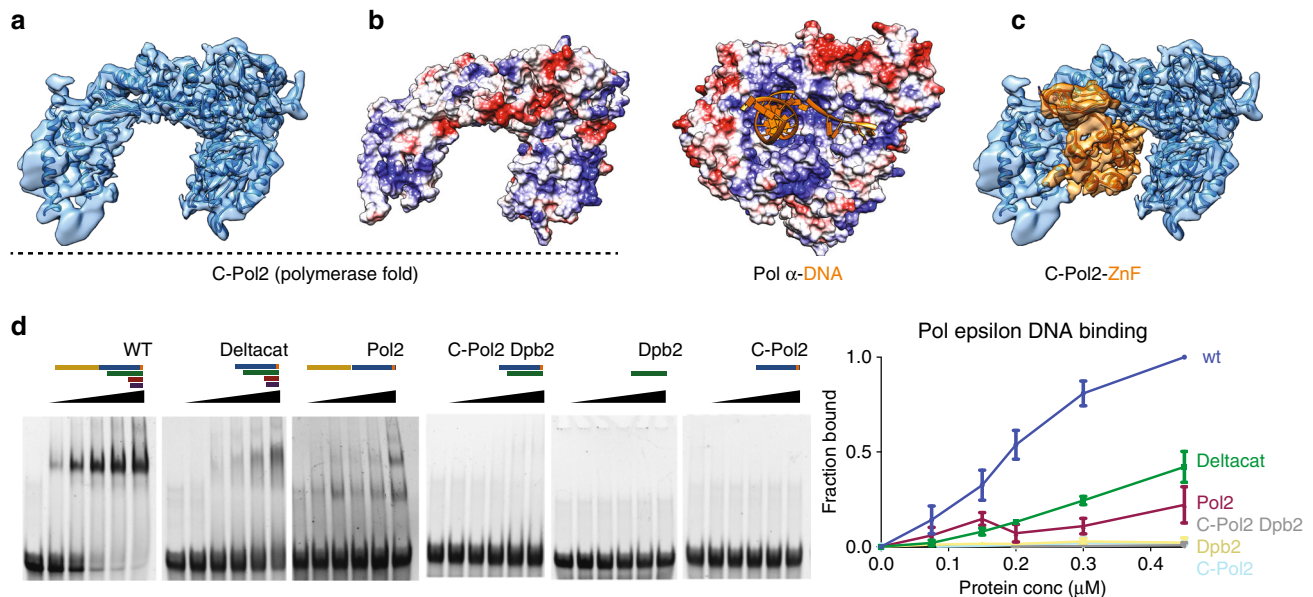 a
b
c
C-Pol2 (polymerase fold)
Pol α-DNA
C-Pol2-ZnF
d
WT
Deltacat
Pol2
C-Pol2 Dpb2
Dpb2
C-Pol2
Pol epsilon DNA binding
Fraction bound
1.0
0.5
0.0
0.0
0.1
0.2
0.3
0.4
Protein conc (μM)
wt
Deltacat
Pol2
C-Pol2 Dpb2
Dpb2
C-Pol2